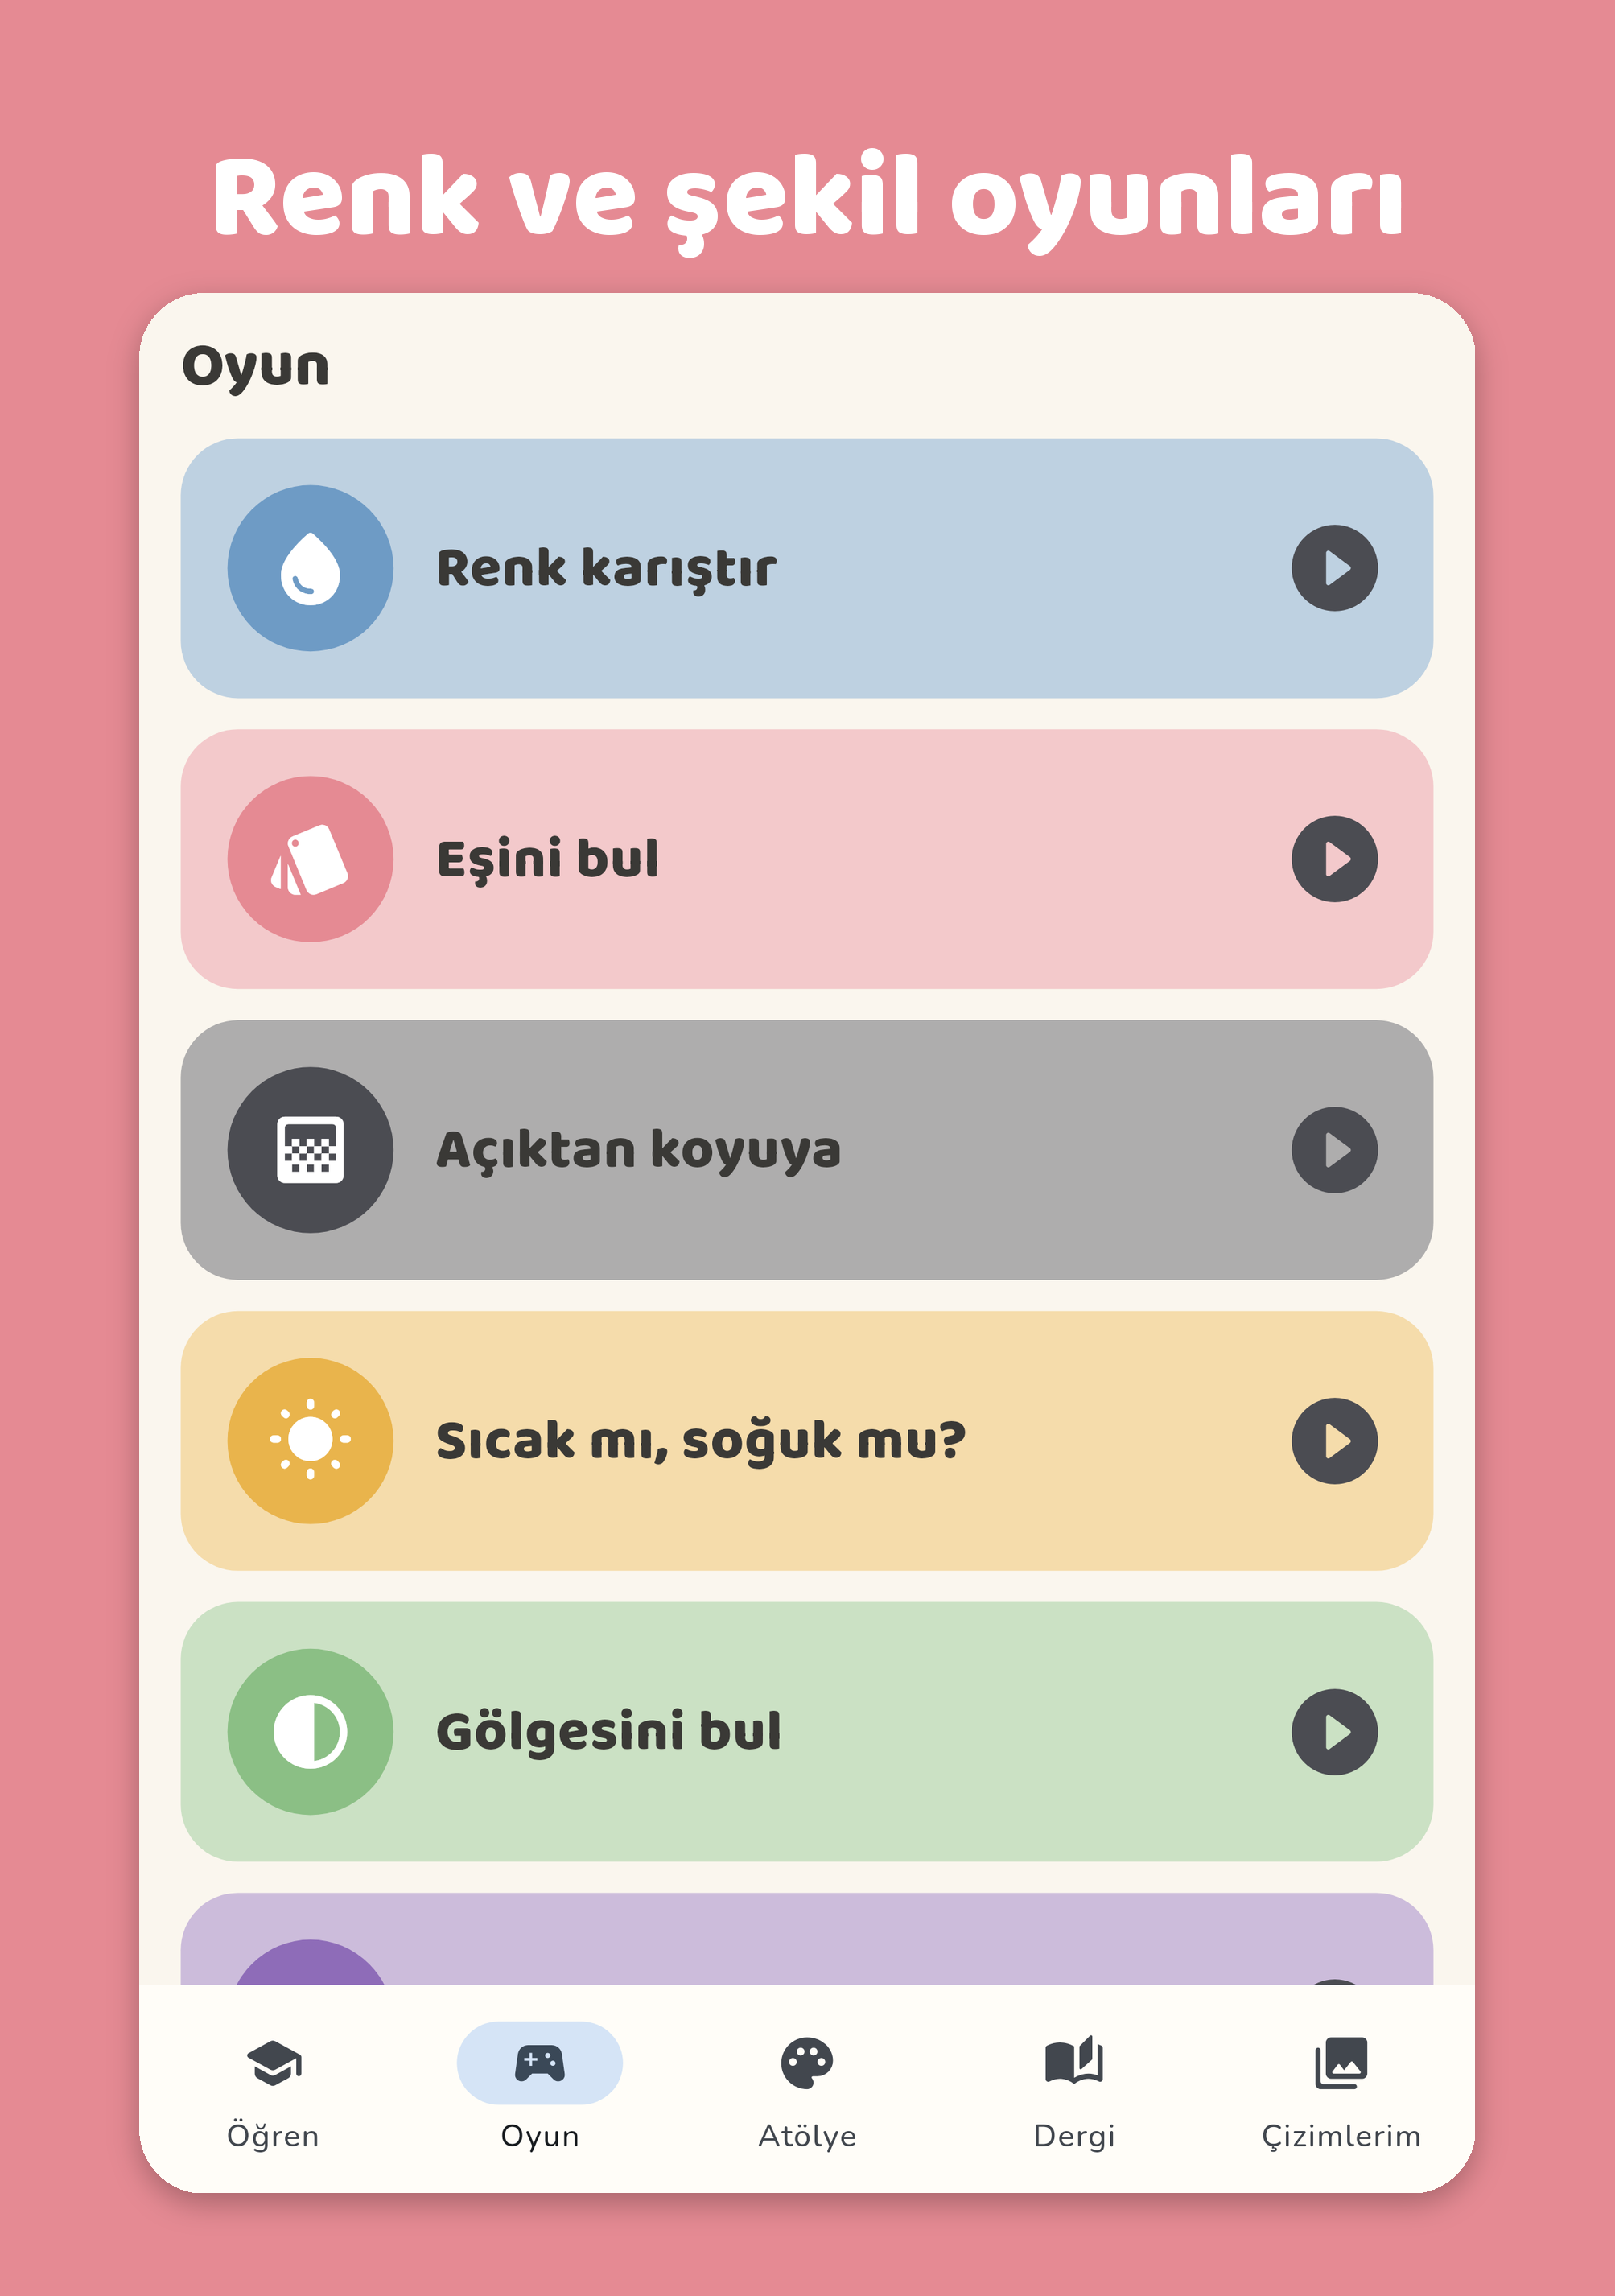 Renk ve şekil oyunları
Oyun
Renk karıştır
Eşini bul
Açıktan koyuya
Sıcak mı, soğuk mu?
Gölgesini bul
Öğren
Oyun
Atölye
Dergi
Çizimlerim